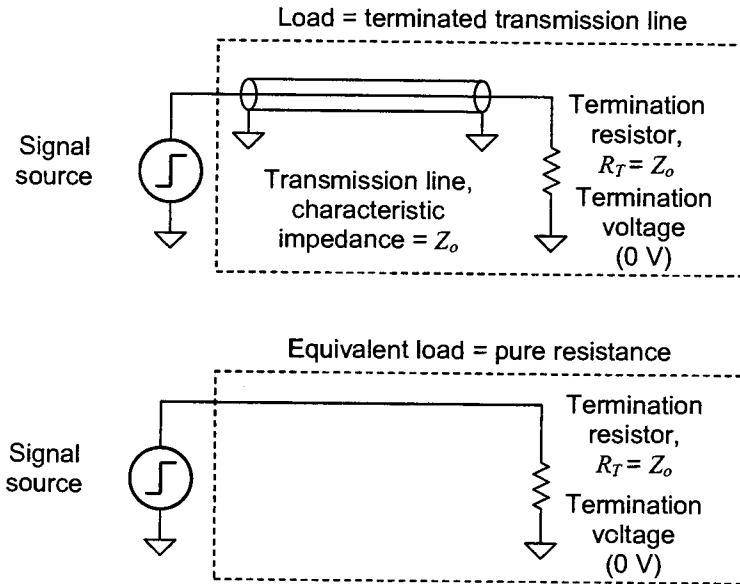 Load = terminated transmission line
Signal
source
Transmission line,
characteristic
impedance = Zo
Termination
resistor,
RT = Zo
Termination
voltage
(0 V)
Equivalent load = pure resistance
Signal
source
Termination
resistor,
RT = Zo
Termination
voltage
(0 V)